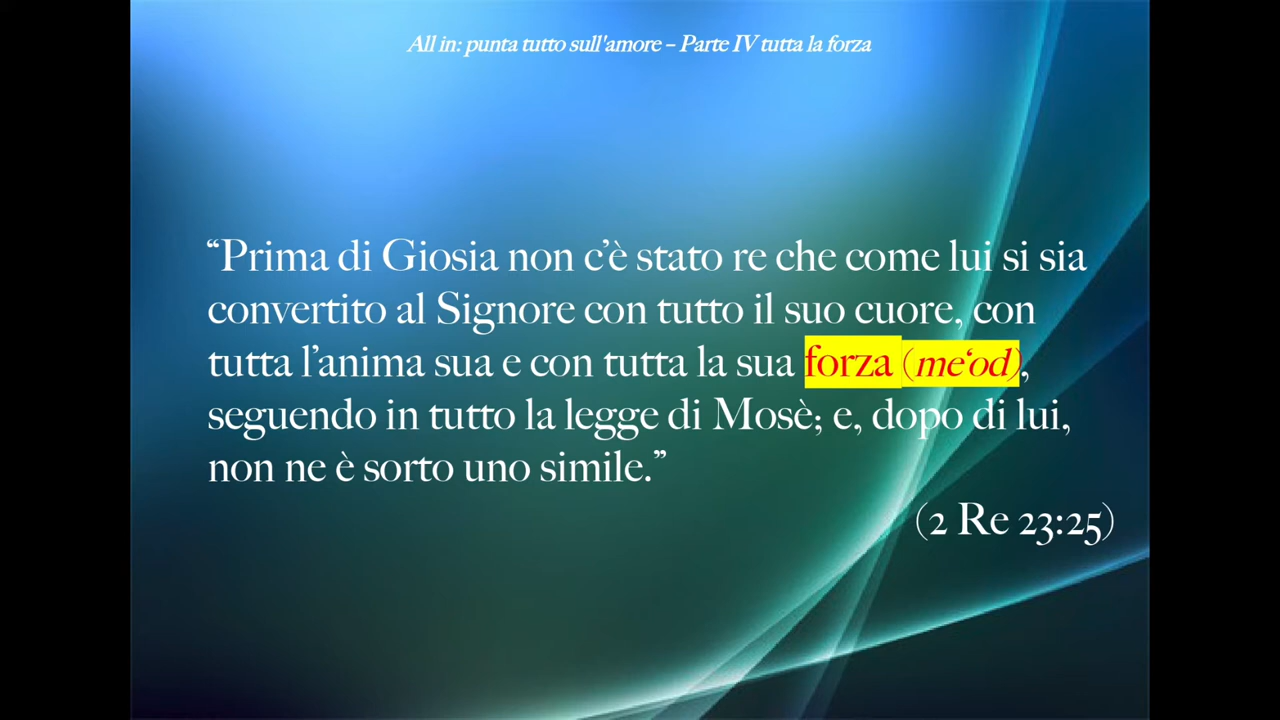 All in: punta tutto sull'amore – Parte IV tutta la forza
“Prima di Giosia non c’è stato re che come lui si sia
convertito al Signore con tutto il suo cuore, con
tutta l’anima sua e con tutta la sua forza (me‘od),
seguendo in tutto la legge di Mosè; e, dopo di lui,
non ne è sorto uno simile.”
(2 Re 23:25)